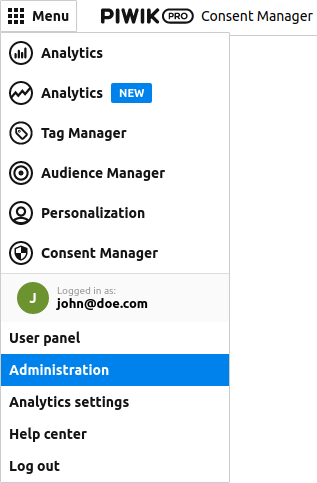 Menu PIWIK PRO Consent Manager
Analytics
Analytics NEW
Tag Manager
Audience Manager
Personalization
Consent Manager
J
Logged in as:
john@doe.com
User panel
Administration
Analytics settings
Help center
Log out